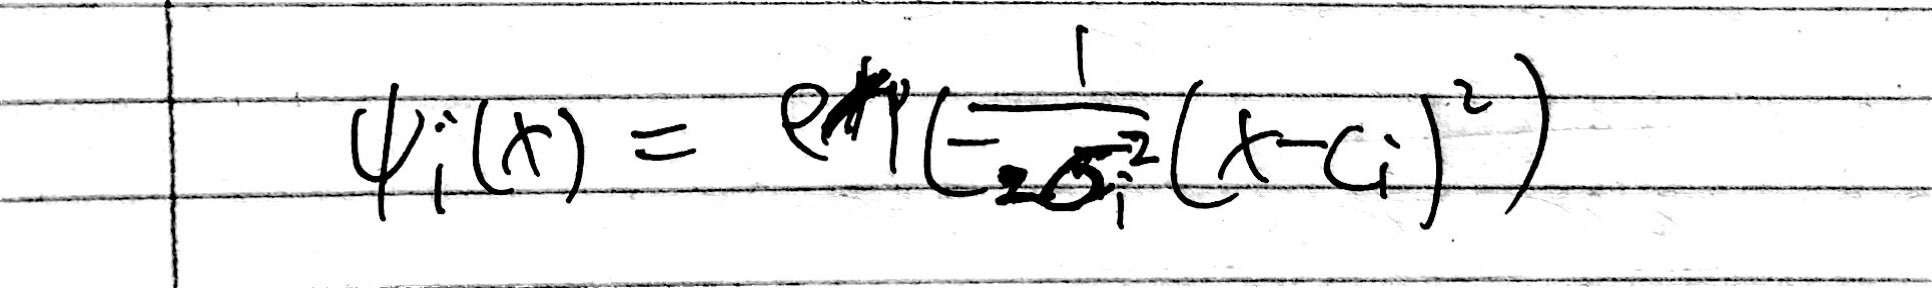 ψᵢ(x) = exp(-1/(2σᵢ²)(x-cᵢ)²)